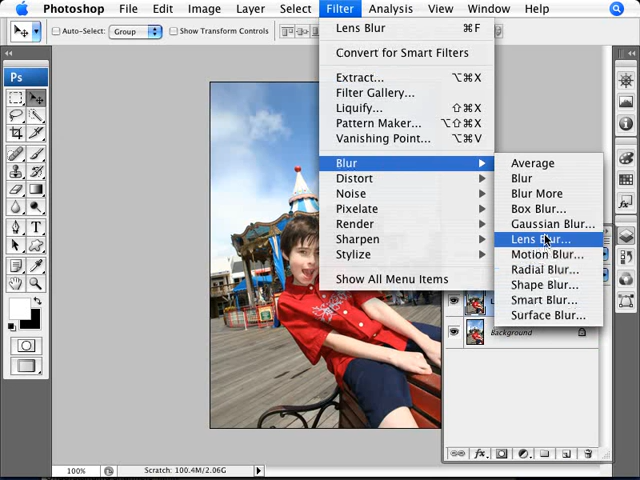 Photoshop File Edit Image Layer Select Filter Analysis View Window Help
Auto-Select: Group Show Transform Controls
Lens Blur ⌘F
Convert for Smart Filters
Extract... ⌥⌘X
Filter Gallery...
Liquify... ⇧⌘X
Pattern Maker... ⌥⇧⌘X
Vanishing Point... ⌥⌘V
Blur
Distort
Noise
Pixelate
Render
Sharpen
Stylize
Show All Menu Items
Average
Blur
Blur More
Box Blur...
Gaussian Blur...
Lens Blur...
Motion Blur...
Radial Blur...
Shape Blur...
Smart Blur...
Surface Blur...
Ps
Background
100% Scratch: 100.4M/2.06G